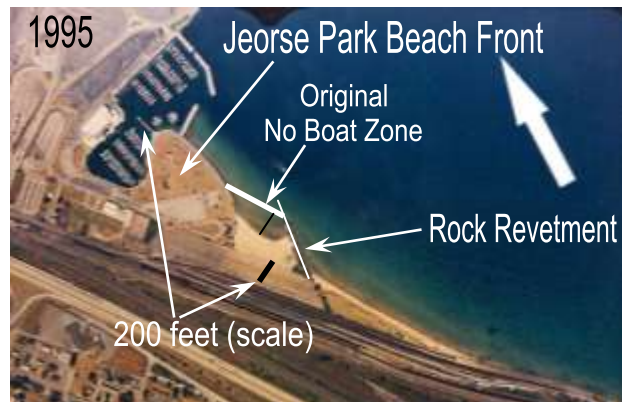 1995
Jeorse Park Beach Front
Original
No Boat Zone
Rock Revetment
200 feet (scale)